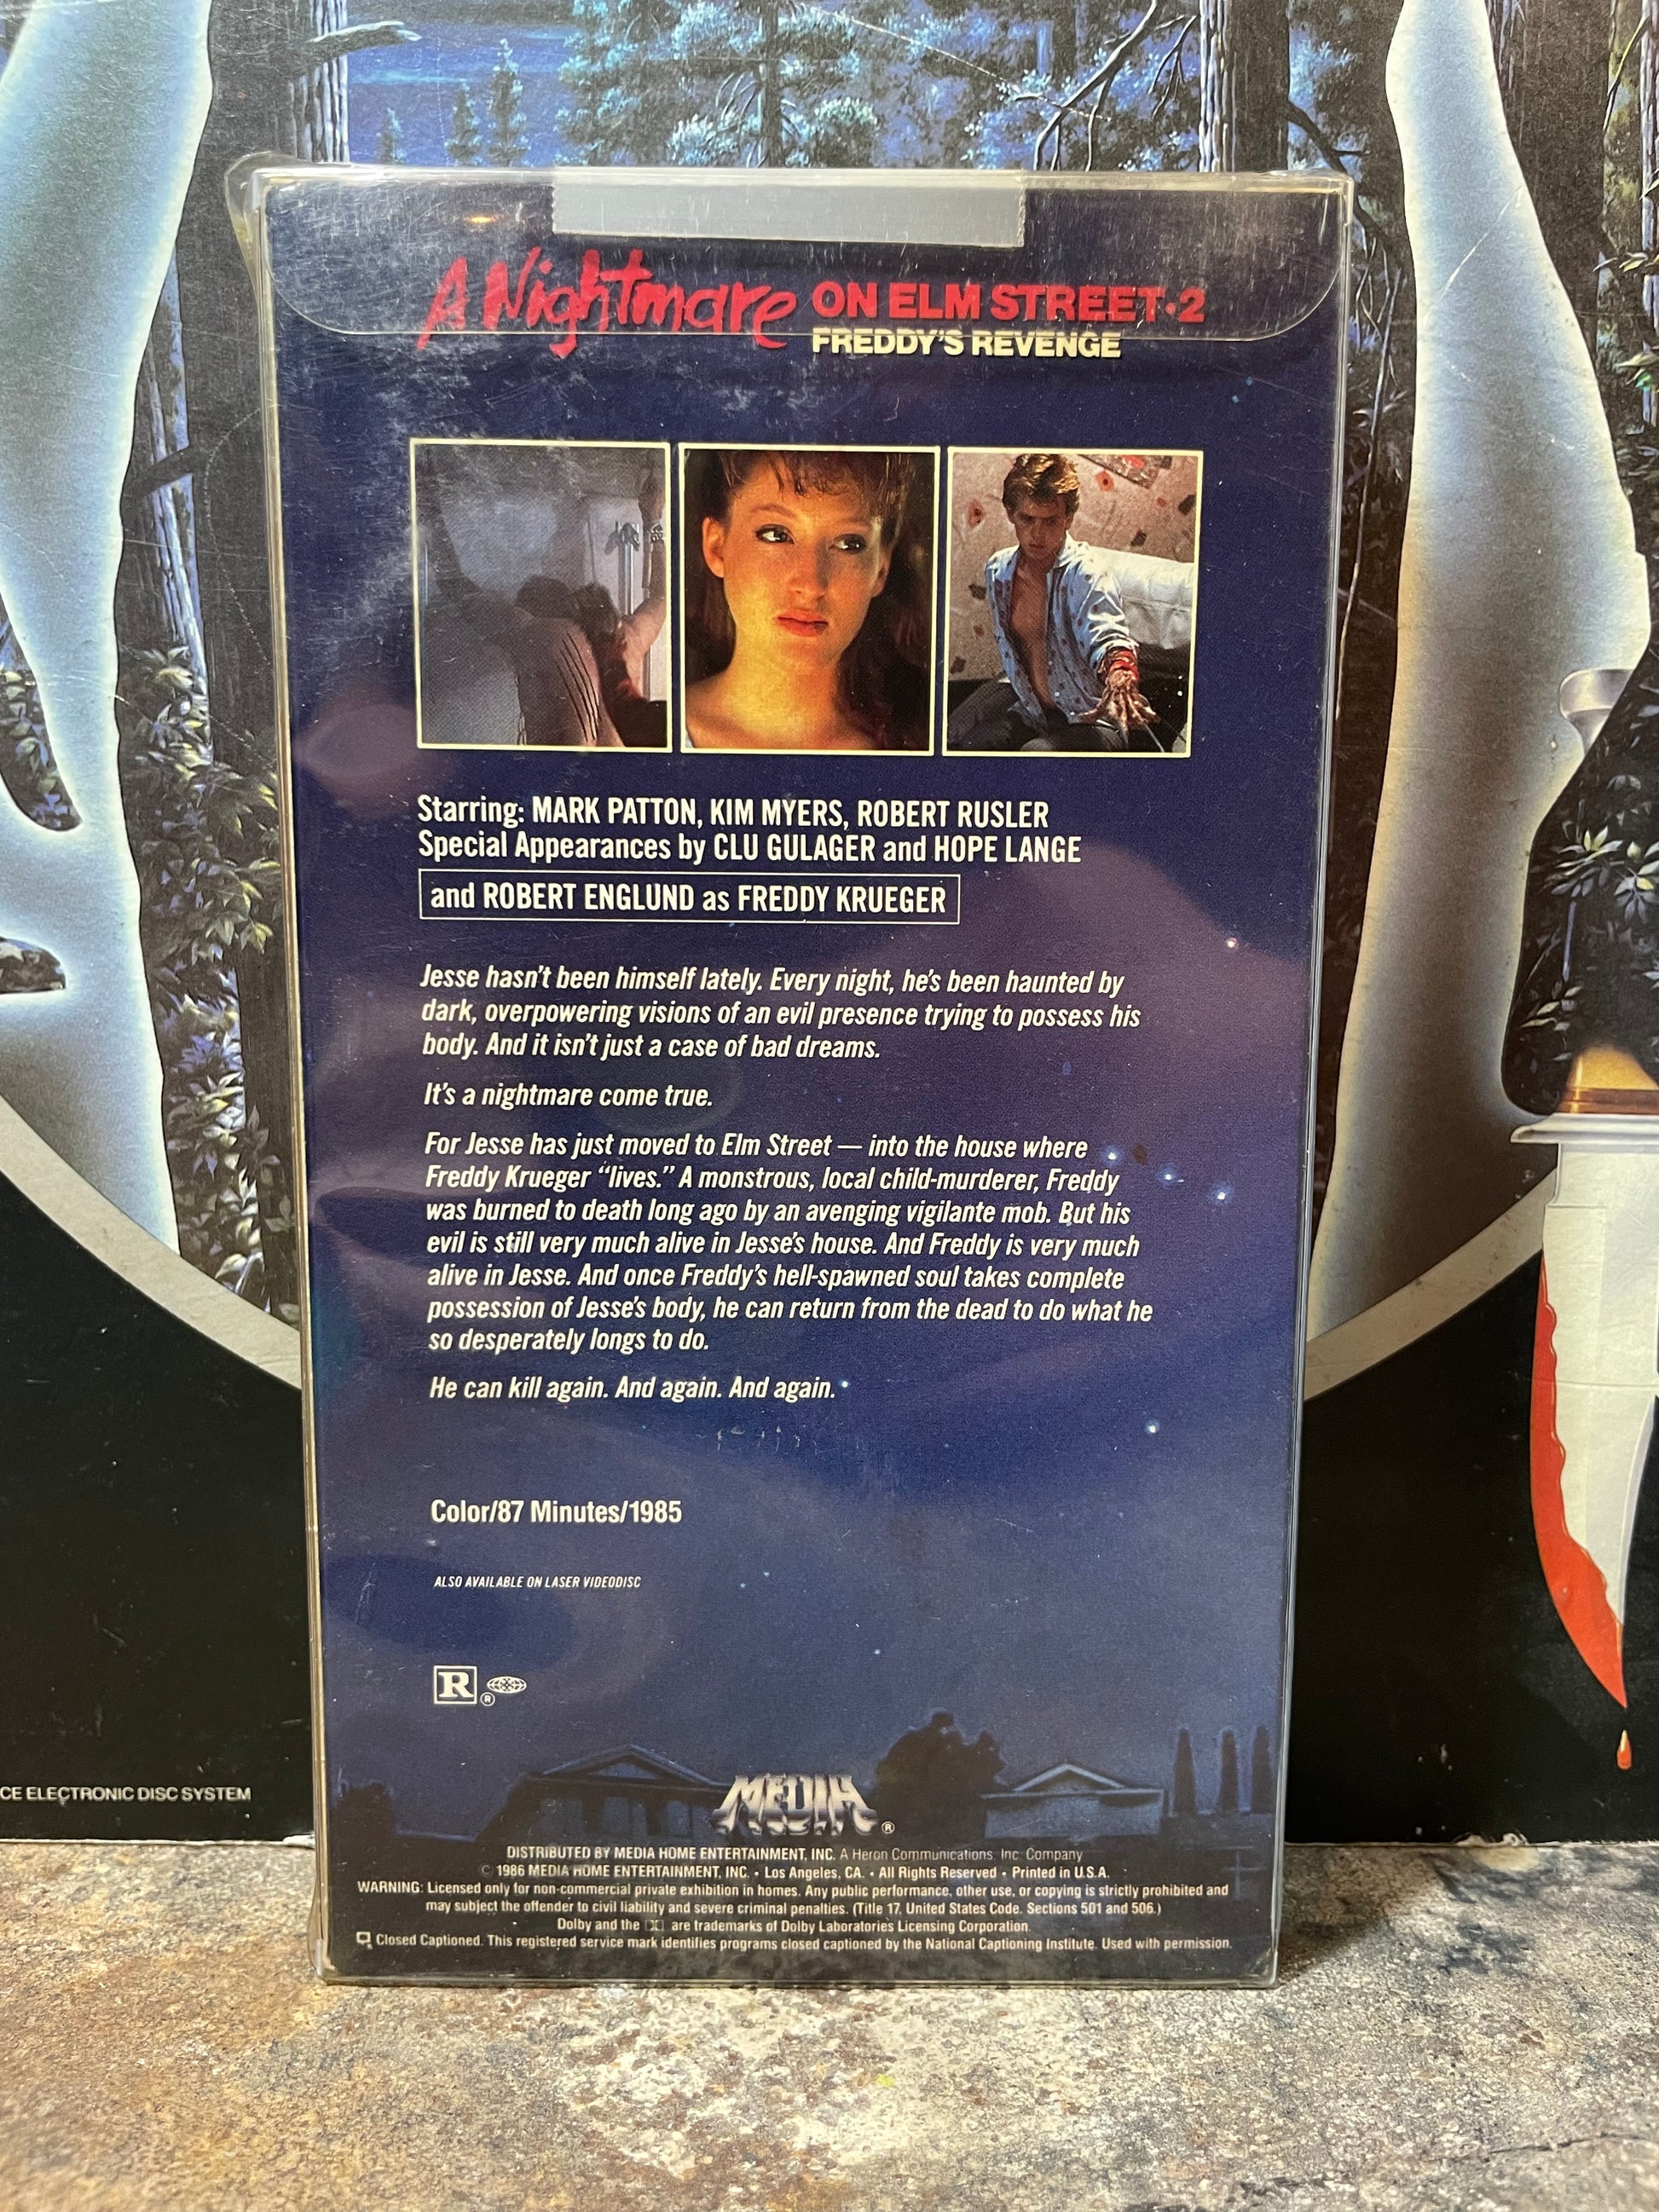 A Nightmare ON ELM STREET•2
FREDDY'S REVENGE
Starring: MARK PATTON, KIM MYERS, ROBERT RUSLER
Special Appearances by CLU GULAGER and HOPE LANGE
and ROBERT ENGLUND as FREDDY KRUEGER
Jesse hasn't been himself lately. Every night, he's been haunted by
dark, overpowering visions of an evil presence trying to possess his
body. And it isn't just a case of bad dreams.
It's a nightmare come true.
For Jesse has just moved to Elm Street — into the house where
Freddy Krueger "lives." A monstrous, local child-murderer, Freddy
was burned to death long ago by an avenging vigilante mob. But his
evil is still very much alive in Jesse's house. And Freddy is very much
alive in Jesse. And once Freddy's hell-spawned soul takes complete
possession of Jesse's body, he can return from the dead to do what he
so desperately longs to do.
He can kill again. And again. And again.
Color/87 Minutes/1985
ALSO AVAILABLE ON LASER VIDEODISC
R ®
CE ELECTRONIC DISC SYSTEM
MEDIA ®
DISTRIBUTED BY MEDIA HOME ENTERTAINMENT, INC. A Heron Communications, Inc. Company
© 1986 MEDIA HOME ENTERTAINMENT, INC. • Los Angeles, CA. • All Rights Reserved • Printed in U.S.A.
WARNING: Licensed only for non-commercial private exhibition in homes. Any public performance, other use, or copying is strictly prohibited and
may subject the offender to civil liability and severe criminal penalties. (Title 17, United States Code, Sections 501 and 506.)
Dolby and the are trademarks of Dolby Laboratories Licensing Corporation.
Closed Captioned. This registered service mark identifies programs closed captioned by the National Captioning Institute. Used with permission.